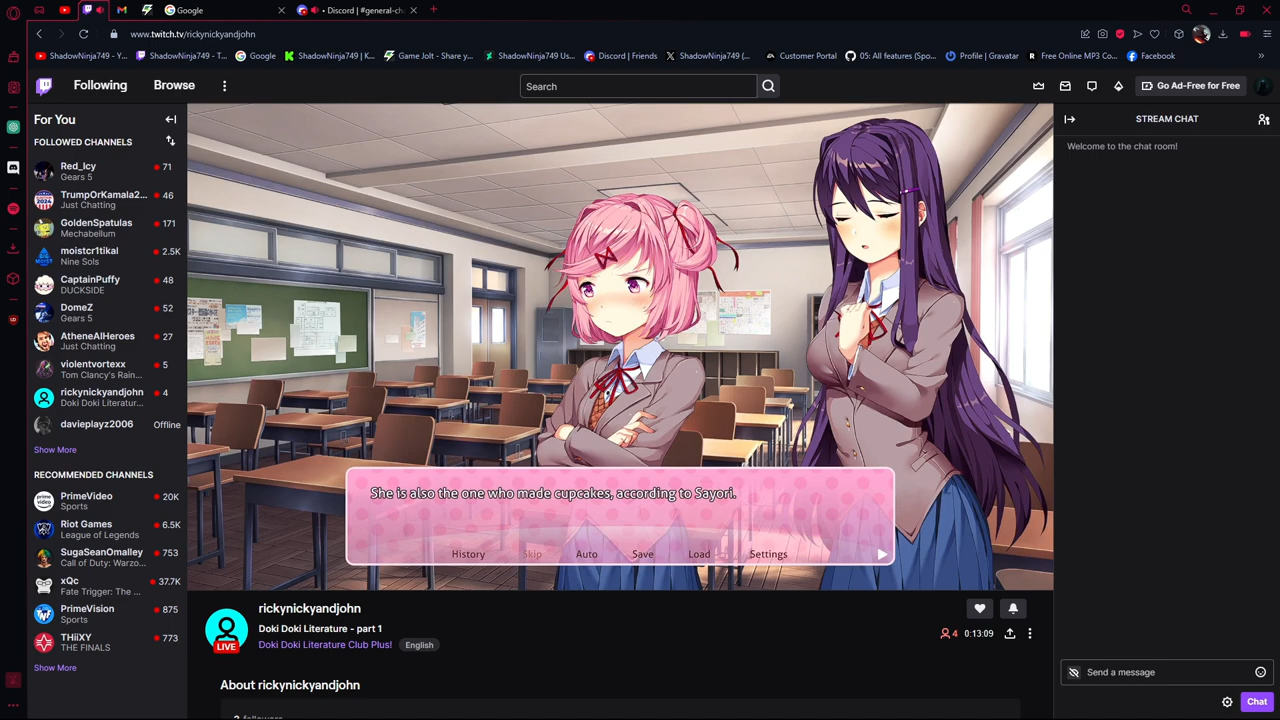 Google
Discord | #general-ch
www.twitch.tv/rickynickyandjohn
ShadowNinja749 - Y...
ShadowNinja749 - T...
Google
ShadowNinja749 | K...
Game Jolt - Share y...
ShadowNinja749 Us...
Discord | Friends
ShadowNinja749 (...
Customer Portal
05: All features (Spo...
Profile | Gravatar
Free Online MP3 Co...
Facebook
Following
Browse
Search
Go Ad-Free for Free
For You
FOLLOWED CHANNELS
Red_Icy 71
Gears 5
TrumpOrKamala2... 46
Just Chatting
GoldenSpatulas 171
Mechabellum
moistcr1tikal 2.5K
Nine Sols
CaptainPuffy 48
DUCKSIDE
DomeZ 52
Gears 5
AtheneAIHeroes 27
Just Chatting
violentvortexx 5
Tom Clancy's Rain...
rickynickyandjohn 4
Doki Doki Literatur...
davieplayz2006 Offline
Show More
RECOMMENDED CHANNELS
PrimeVideo 20K
Sports
Riot Games 6.5K
League of Legends
SugaSeanOmalley 753
Call of Duty: Warzo...
xQc 37.7K
Fate Trigger: The ...
PrimeVision 875
Sports
THiiXY 773
THE FINALS
Show More
She is also the one who made cupcakes, according to Sayori.
History
Skip
Auto
Save
Load
Settings
LIVE
rickynickyandjohn
Doki Doki Literature - part 1
Doki Doki Literature Club Plus!
English
4 0:13:09
About rickynickyandjohn
followers
STREAM CHAT
Welcome to the chat room!
Send a message
Chat